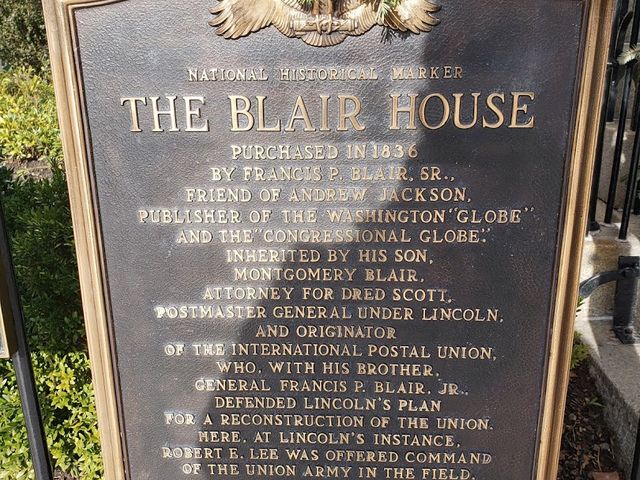 NATIONAL HISTORICAL MARKER
THE BLAIR HOUSE
PURCHASED IN 1836
BY FRANCIS P. BLAIR, SR.,
FRIEND OF ANDREW JACKSON,
PUBLISHER OF THE WASHINGTON "GLOBE"
AND THE "CONGRESSIONAL GLOBE".
INHERITED BY HIS SON,
MONTGOMERY BLAIR,
ATTORNEY FOR DRED SCOTT,
POSTMASTER GENERAL UNDER LINCOLN,
AND ORIGINATOR
OF THE INTERNATIONAL POSTAL UNION,
WHO, WITH HIS BROTHER,
GENERAL FRANCIS P. BLAIR, JR.,
DEFENDED LINCOLN'S PLAN
FOR A RECONSTRUCTION OF THE UNION.
HERE, AT LINCOLN'S INSTANCE,
ROBERT E. LEE WAS OFFERED COMMAND
OF THE UNION ARMY IN THE FIELD.